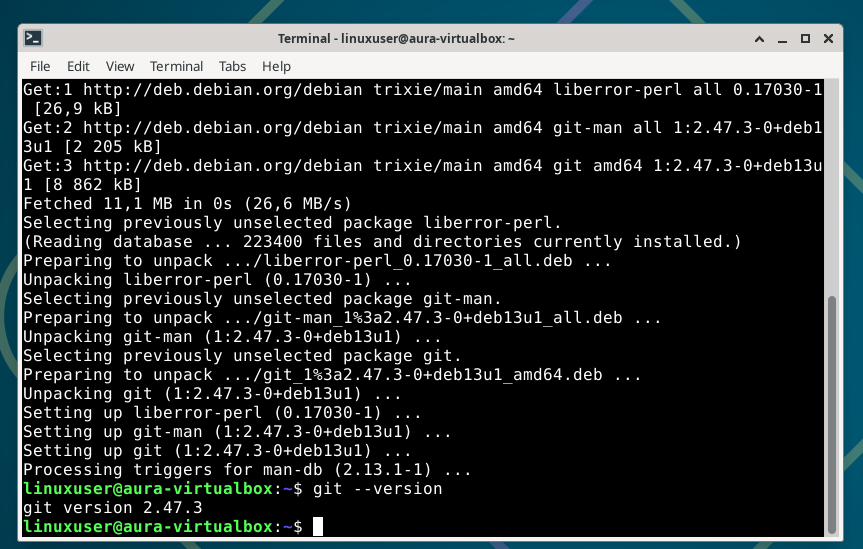 Terminal - linuxuser@aura-virtualbox: ~
File Edit View Terminal Tabs Help
Get:1 http://deb.debian.org/debian trixie/main amd64 liberror-perl all 0.17030-1
 [26,9 kB]
Get:2 http://deb.debian.org/debian trixie/main amd64 git-man all 1:2.47.3-0+deb1
3u1 [2 205 kB]
Get:3 http://deb.debian.org/debian trixie/main amd64 git amd64 1:2.47.3-0+deb13u
1 [8 862 kB]
Fetched 11,1 MB in 0s (26,6 MB/s)
Selecting previously unselected package liberror-perl.
(Reading database ... 223400 files and directories currently installed.)
Preparing to unpack .../liberror-perl_0.17030-1_all.deb ...
Unpacking liberror-perl (0.17030-1) ...
Selecting previously unselected package git-man.
Preparing to unpack .../git-man_1%3a2.47.3-0+deb13u1_all.deb ...
Unpacking git-man (1:2.47.3-0+deb13u1) ...
Selecting previously unselected package git.
Preparing to unpack .../git_1%3a2.47.3-0+deb13u1_amd64.deb ...
Unpacking git (1:2.47.3-0+deb13u1) ...
Setting up liberror-perl (0.17030-1) ...
Setting up git-man (1:2.47.3-0+deb13u1) ...
Setting up git (1:2.47.3-0+deb13u1) ...
Processing triggers for man-db (2.13.1-1) ...
linuxuser@aura-virtualbox:~$ git --version
git version 2.47.3
linuxuser@aura-virtualbox:~$